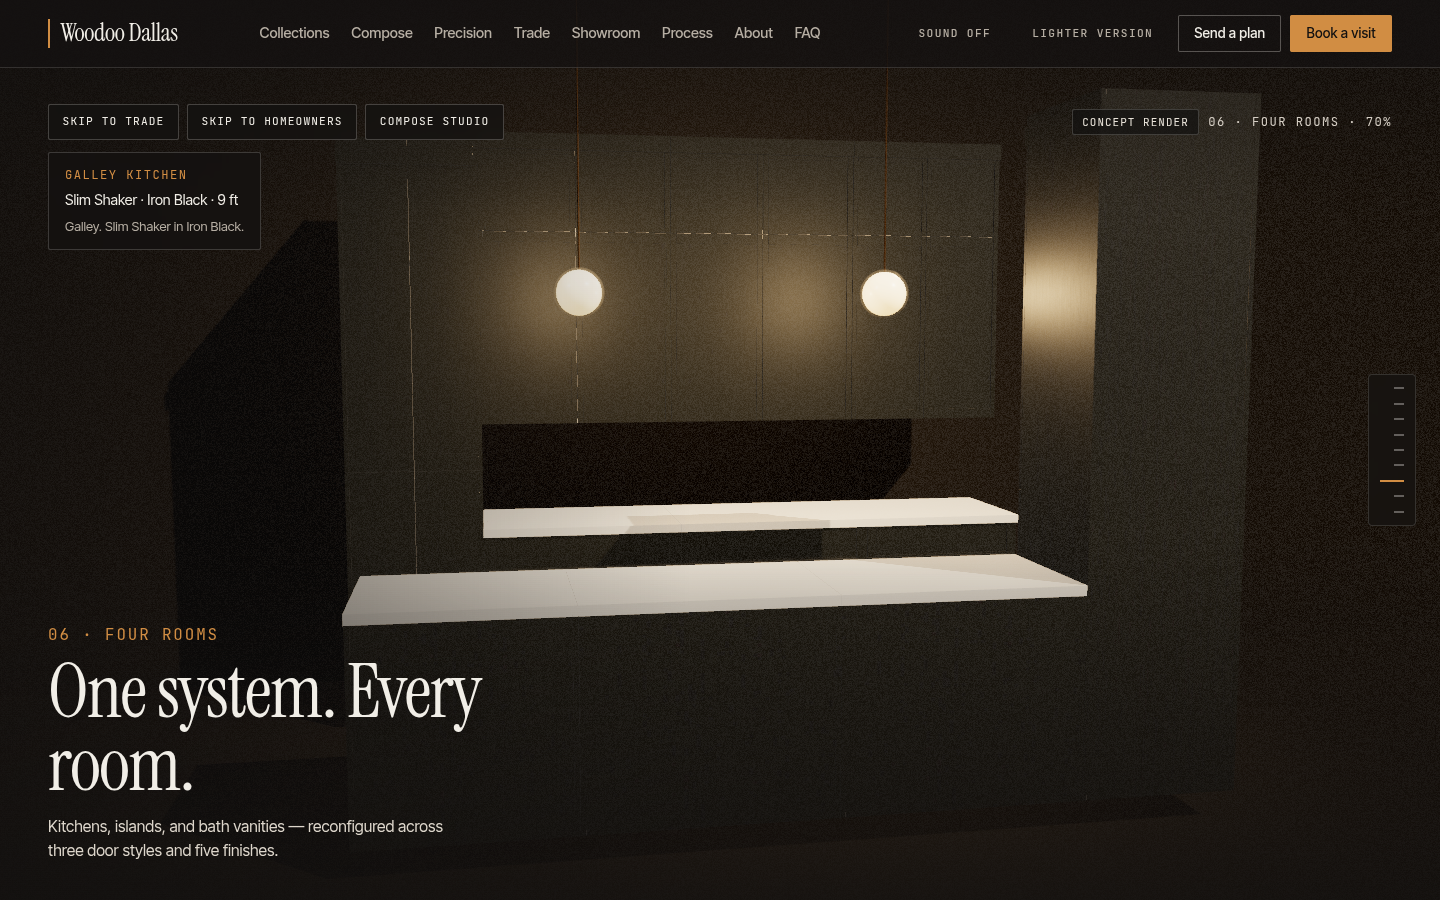 Woodoo Dallas
Collections Compose Precision Trade Showroom Process About FAQ
SOUND OFF LIGHTER VERSION
Send a plan
Book a visit
SKIP TO TRADE
SKIP TO HOMEOWNERS
COMPOSE STUDIO
CONCEPT RENDER 06 · FOUR ROOMS · 70%
GALLEY KITCHEN
Slim Shaker · Iron Black · 9 ft
Galley. Slim Shaker in Iron Black.
06 · FOUR ROOMS
One system. Every
room.
Kitchens, islands, and bath vanities — reconfigured across
three door styles and five finishes.